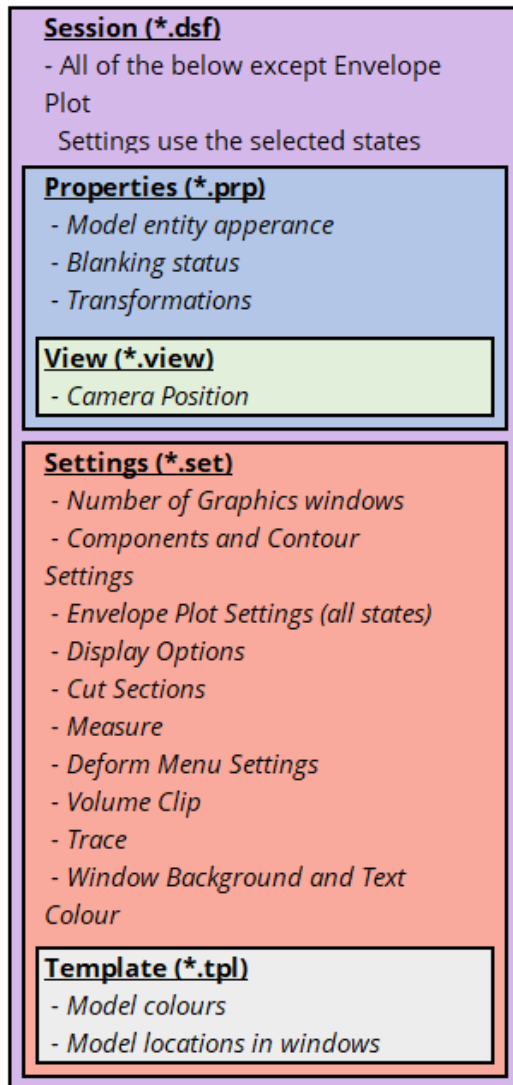 Session (*.dsf)
- All of the below except Envelope
Plot
Settings use the selected states
Properties (*.prp)
- Model entity apperance
- Blanking status
- Transformations
View (*.view)
- Camera Position
Settings (*.set)
- Number of Graphics windows
- Components and Contour
Settings
- Envelope Plot Settings (all states)
- Display Options
- Cut Sections
- Measure
- Deform Menu Settings
- Volume Clip
- Trace
- Window Background and Text
Colour
Template (*.tpl)
- Model colours
- Model locations in windows